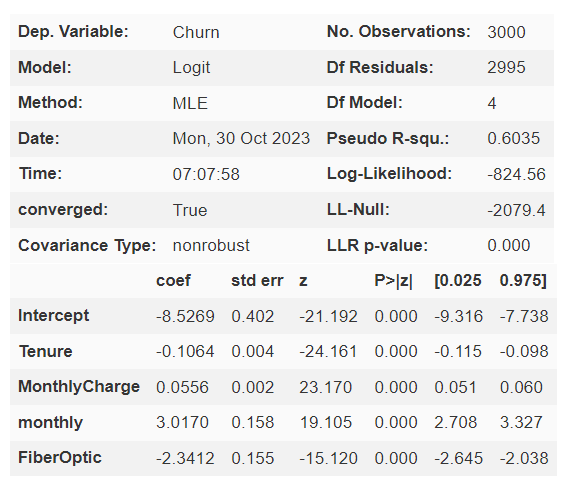 Dep. Variable: Churn No. Observations: 3000
Model: Logit Df Residuals: 2995
Method: MLE Df Model: 4
Date: Mon, 30 Oct 2023 Pseudo R-squ.: 0.6035
Time: 07:07:58 Log-Likelihood: -824.56
converged: True LL-Null: -2079.4
Covariance Type: nonrobust LLR p-value: 0.000
coef std err z P>|z| [0.025 0.975]
Intercept -8.5269 0.402 -21.192 0.000 -9.316 -7.738
Tenure -0.1064 0.004 -24.161 0.000 -0.115 -0.098
MonthlyCharge 0.0556 0.002 23.170 0.000 0.051 0.060
monthly 3.0170 0.158 19.105 0.000 2.708 3.327
FiberOptic -2.3412 0.155 -15.120 0.000 -2.645 -2.038